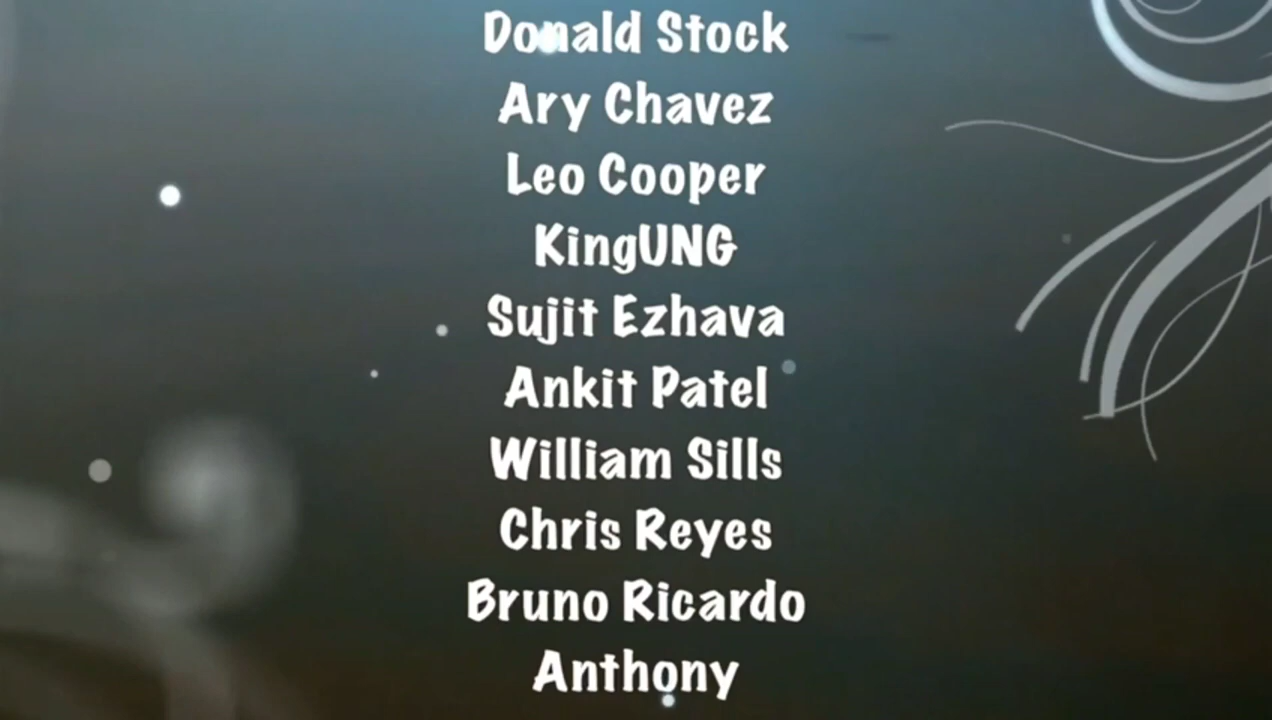 Donald Stock
Ary Chavez
Leo Cooper
KingUNG
Sujit Ezhava
Ankit Patel
William Sills
Chris Reyes
Bruno Ricardo
Anthony